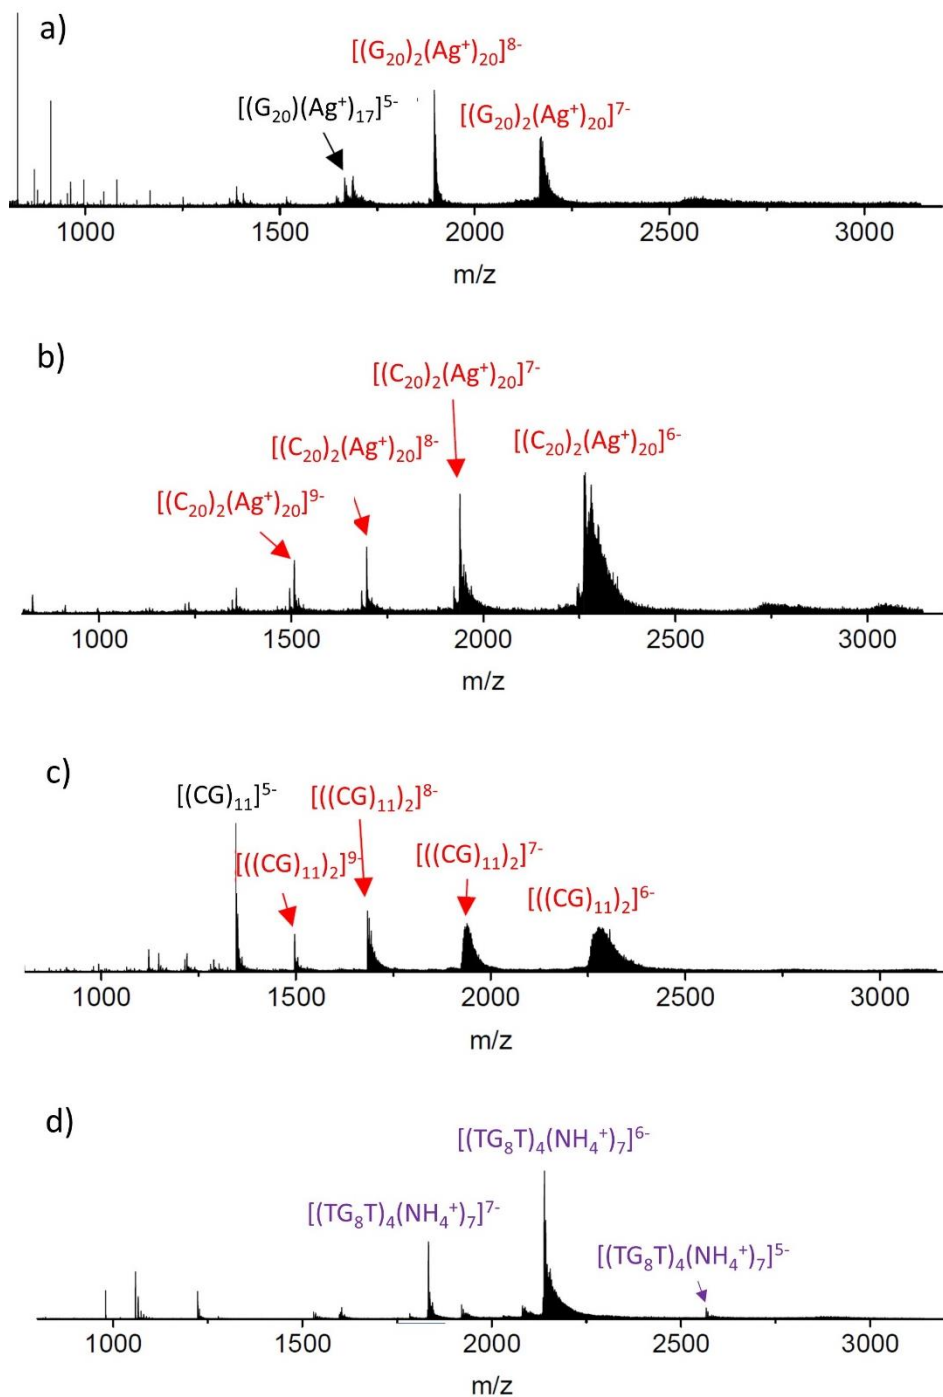 a)
[(G₂₀)₂(Ag⁺)₂₀]⁸⁻
[(G₂₀)(Ag⁺)₁₇]⁵⁻
[(G₂₀)₂(Ag⁺)₂₀]⁷⁻
1000 1500 2000 2500 3000
m/z
b)
[(C₂₀)₂(Ag⁺)₂₀]⁷⁻
[(C₂₀)₂(Ag⁺)₂₀]⁸⁻
[(C₂₀)₂(Ag⁺)₂₀]⁶⁻
[(C₂₀)₂(Ag⁺)₂₀]⁹⁻
1000 1500 2000 2500 3000
m/z
c)
[(CG)₁₁]⁵⁻
[((CG)₁₁)₂]⁸⁻
[((CG)₁₁)₂]⁹⁻
[((CG)₁₁)₂]⁷⁻
[((CG)₁₁)₂]⁶⁻
1000 1500 2000 2500 3000
m/z
d)
[(TG₈T)₄(NH₄⁺)₇]⁶⁻
[(TG₈T)₄(NH₄⁺)₇]⁷⁻
[(TG₈T)₄(NH₄⁺)₇]⁵⁻
1000 1500 2000 2500 3000
m/z